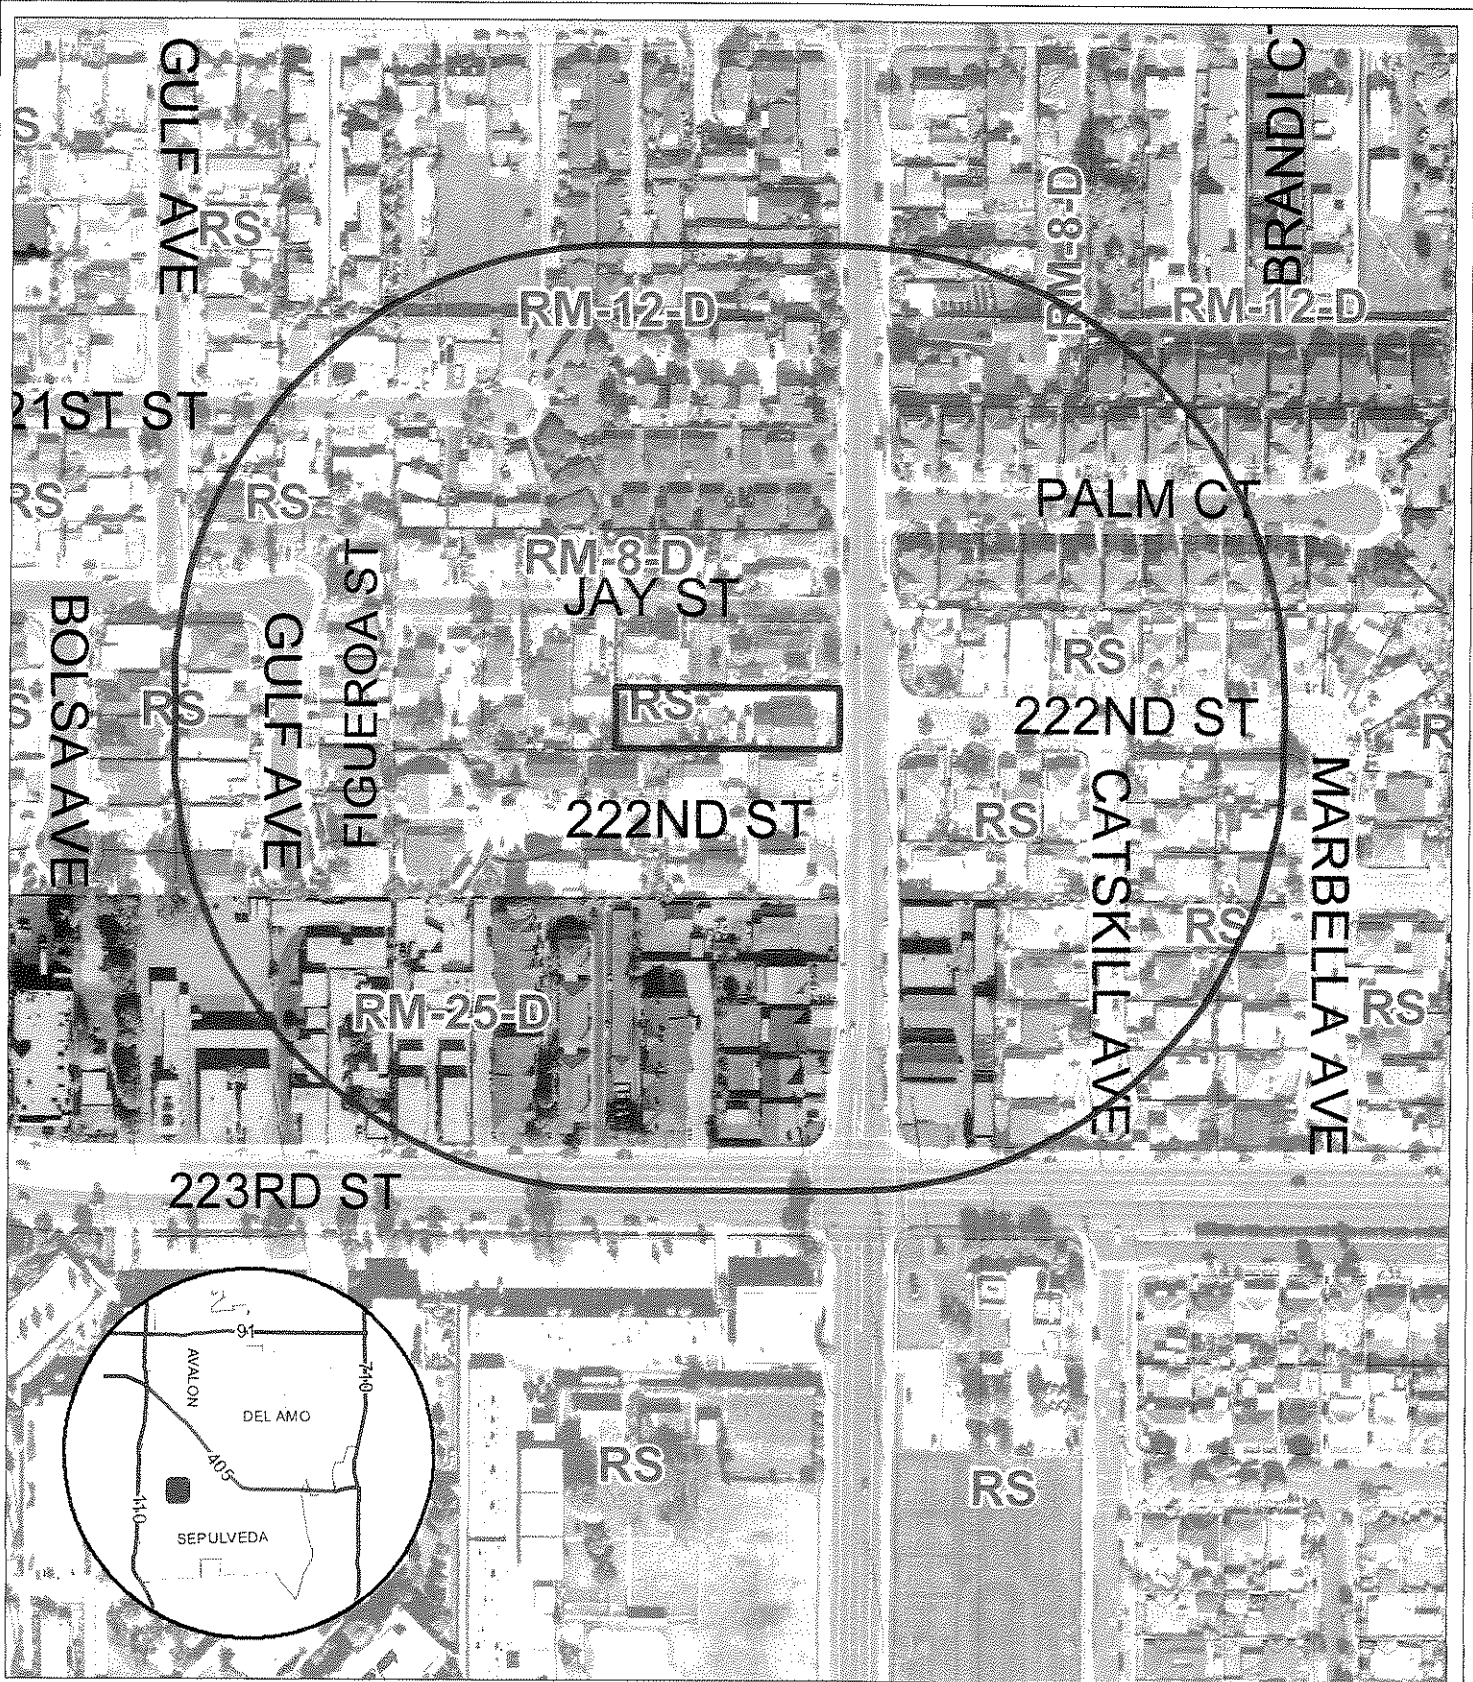 GULF AVE
BRANDI C
S
RS
RM-8-D
RM-12-D
RM-12-D
21ST ST
RS
RS
PALM CT
RM-8-D
JAY ST
BOLSA AVE
GULF AVE
FIGUEROA ST
RS
S
RS
RS
222ND ST
R
222ND ST
RS
CATSKILL AVE
MARBELLA AVE
RS
RS
RM-25-D
223RD ST
91
710
AVALON
DEL AMO
405
110
SEPULVEDA
RS
RS